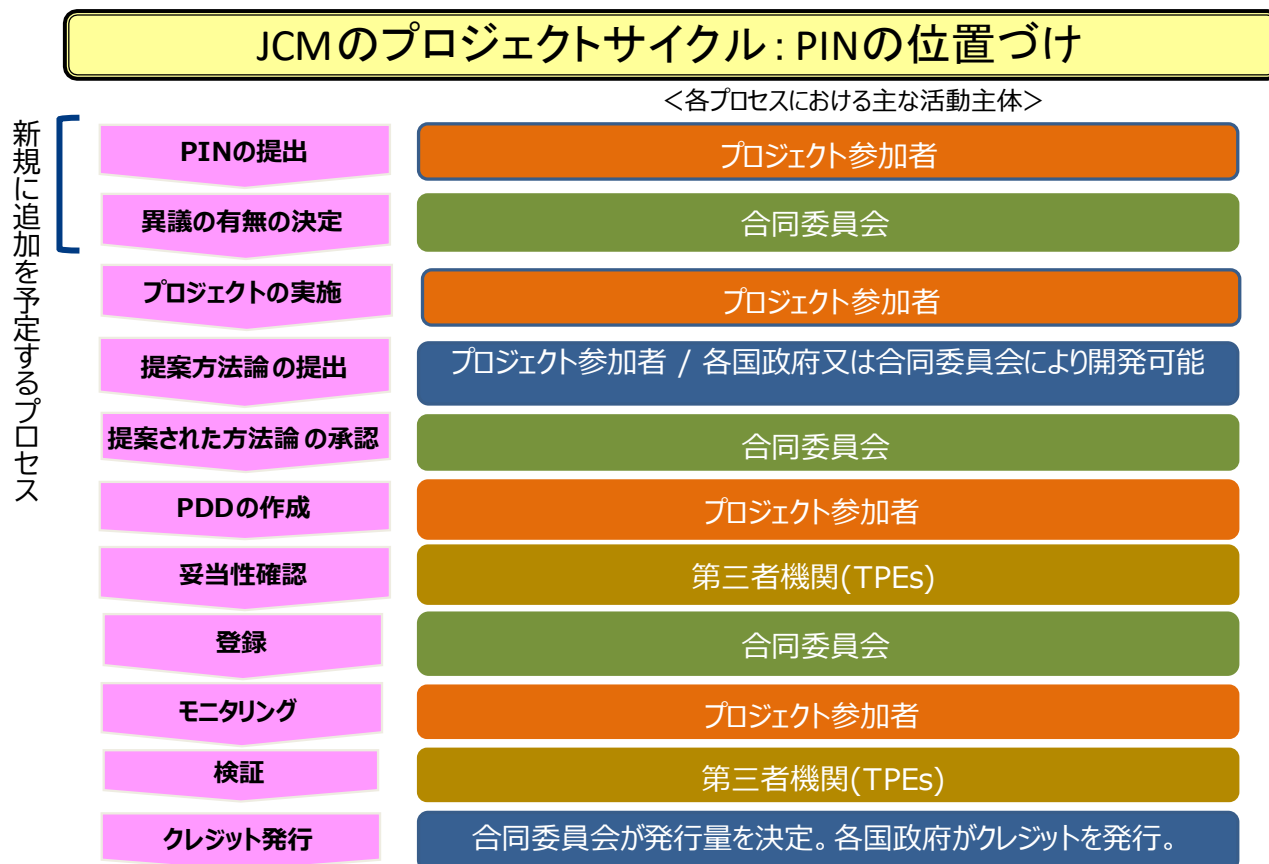 JCMのプロジェクトサイクル：PINの位置づけ
＜各プロセスにおける主な活動主体＞
新規に追加を予定するプロセス
PINの提出
プロジェクト参加者
異議の有無の決定
合同委員会
プロジェクトの実施
プロジェクト参加者
提案方法論の提出
プロジェクト参加者 / 各国政府又は合同委員会により開発可能
提案された方法論の承認
合同委員会
PDDの作成
プロジェクト参加者
妥当性確認
第三者機関(TPEs)
登録
合同委員会
モニタリング
プロジェクト参加者
検証
第三者機関(TPEs)
クレジット発行
合同委員会が発行量を決定。各国政府がクレジットを発行。